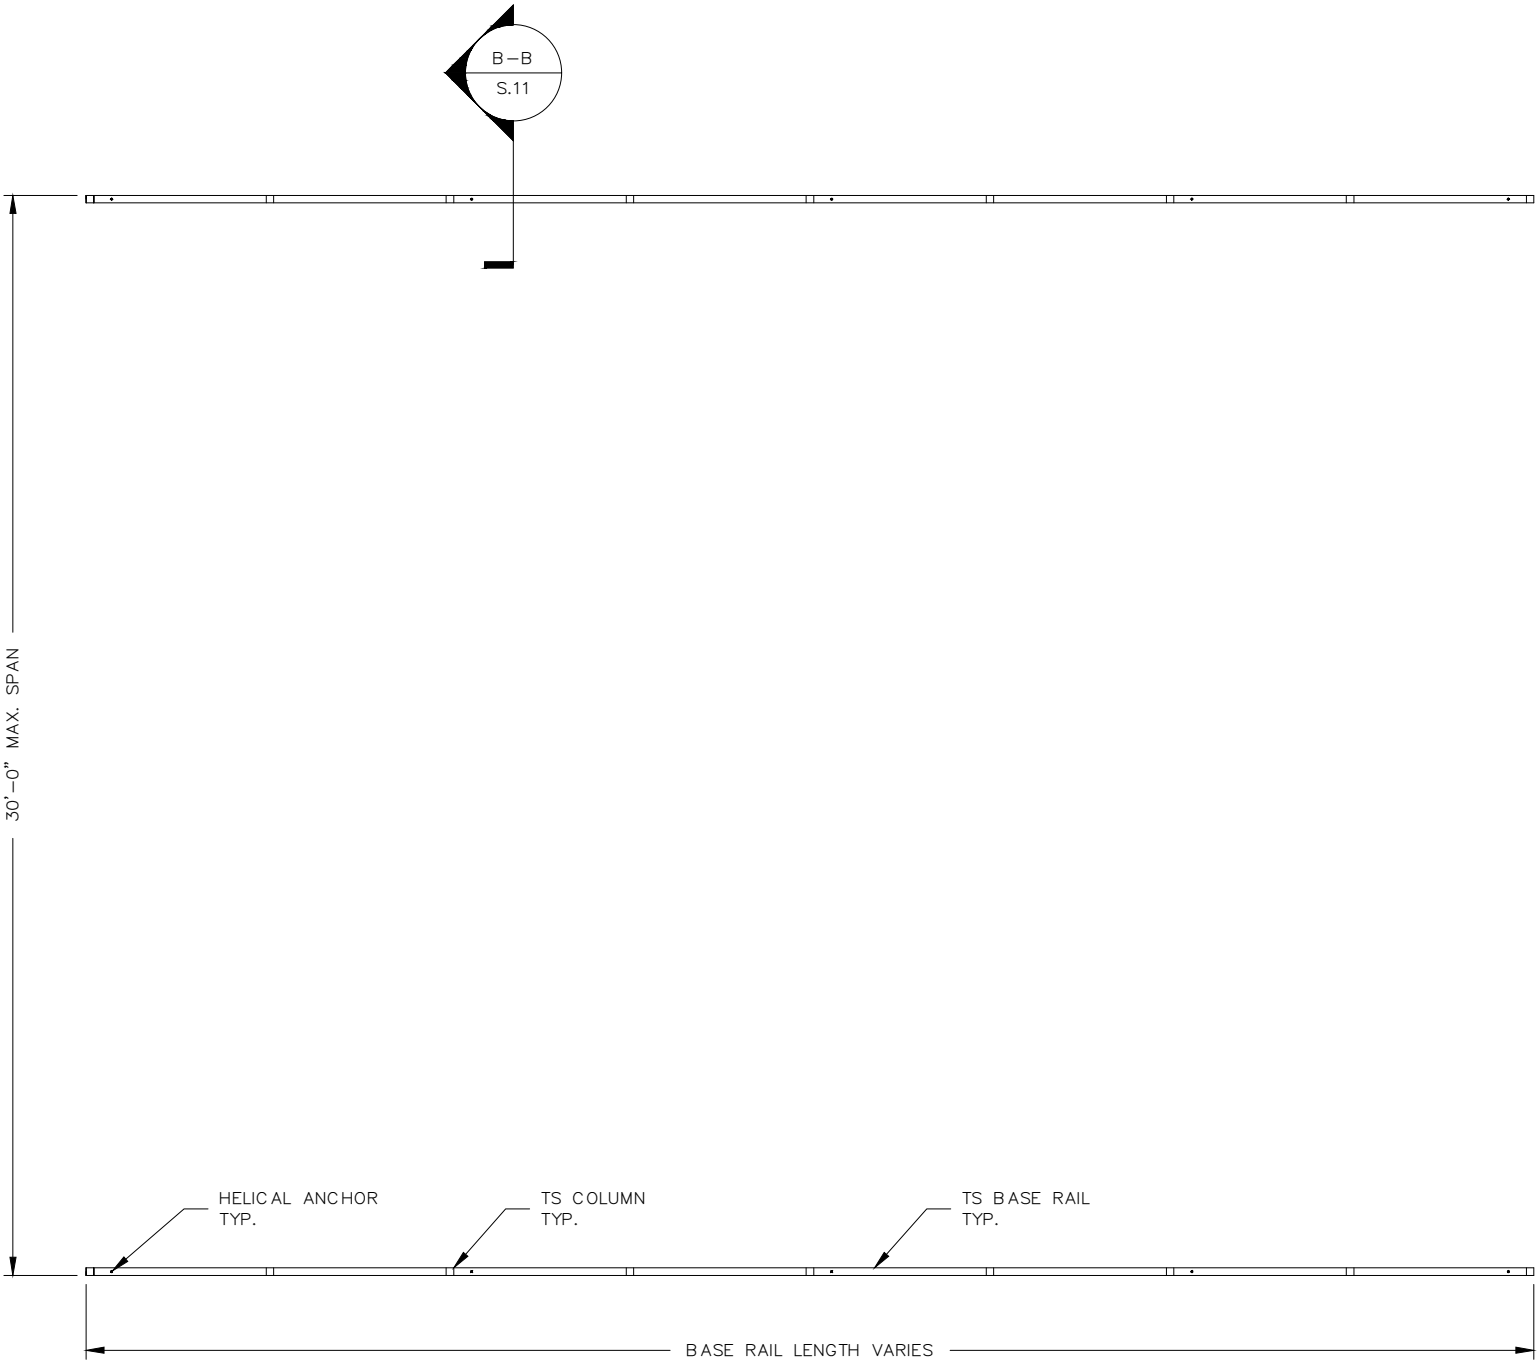 B-B
S.11
30'-0" MAX. SPAN
HELICAL ANCHOR
TYP.
TS COLUMN
TYP.
TS BASE RAIL
TYP.
BASE RAIL LENGTH VARIES